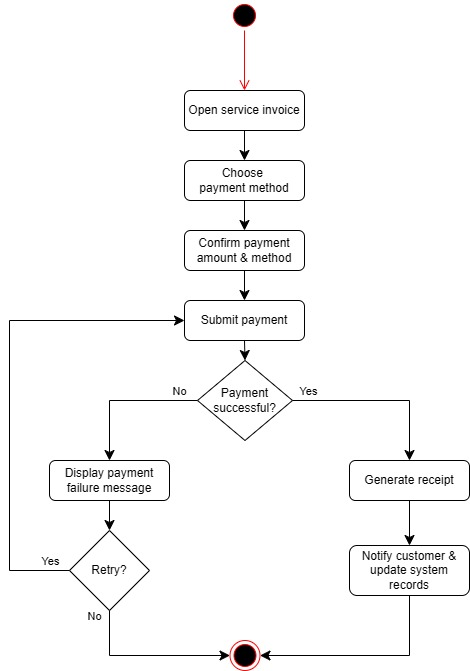 Open service invoice
Choose
payment method
Confirm payment
amount & method
Submit payment
No
Payment
successful?
Yes
Display payment
failure message
Generate receipt
Yes
Retry?
No
Notify customer &
update system
records